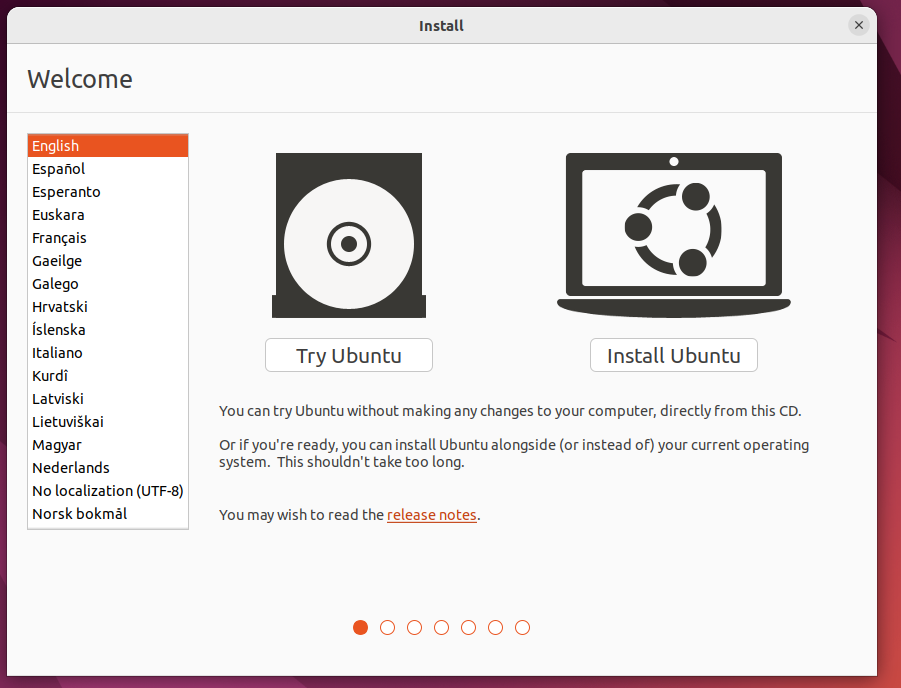 Install
Welcome
English
Español
Esperanto
Euskara
Français
Gaeilge
Galego
Hrvatski
Íslenska
Italiano
Kurdî
Latviski
Lietuviškai
Magyar
Nederlands
No localization (UTF-8)
Norsk bokmål
Try Ubuntu
Install Ubuntu
You can try Ubuntu without making any changes to your computer, directly from this CD.
Or if you're ready, you can install Ubuntu alongside (or instead of) your current operating
system.  This shouldn't take too long.
You may wish to read the release notes.